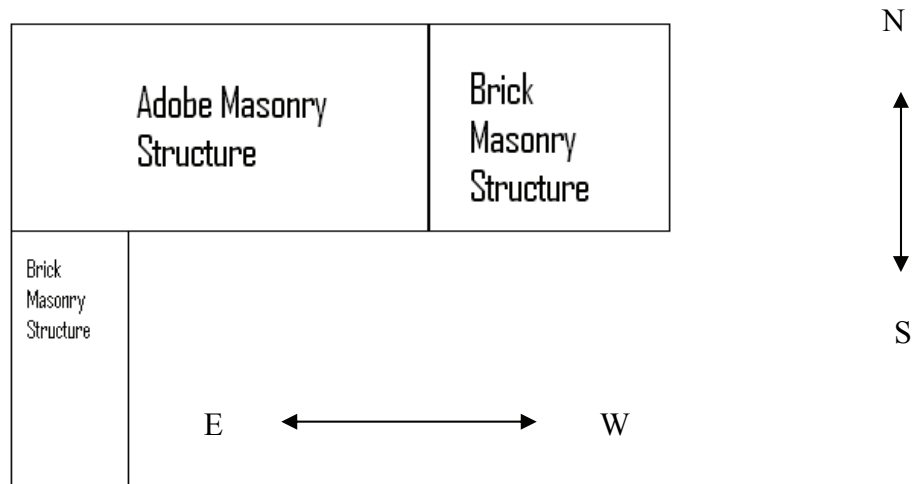 N
Adobe Masonry
Structure
Brick
Masonry
Structure
Brick
Masonry
Structure
S
E
W